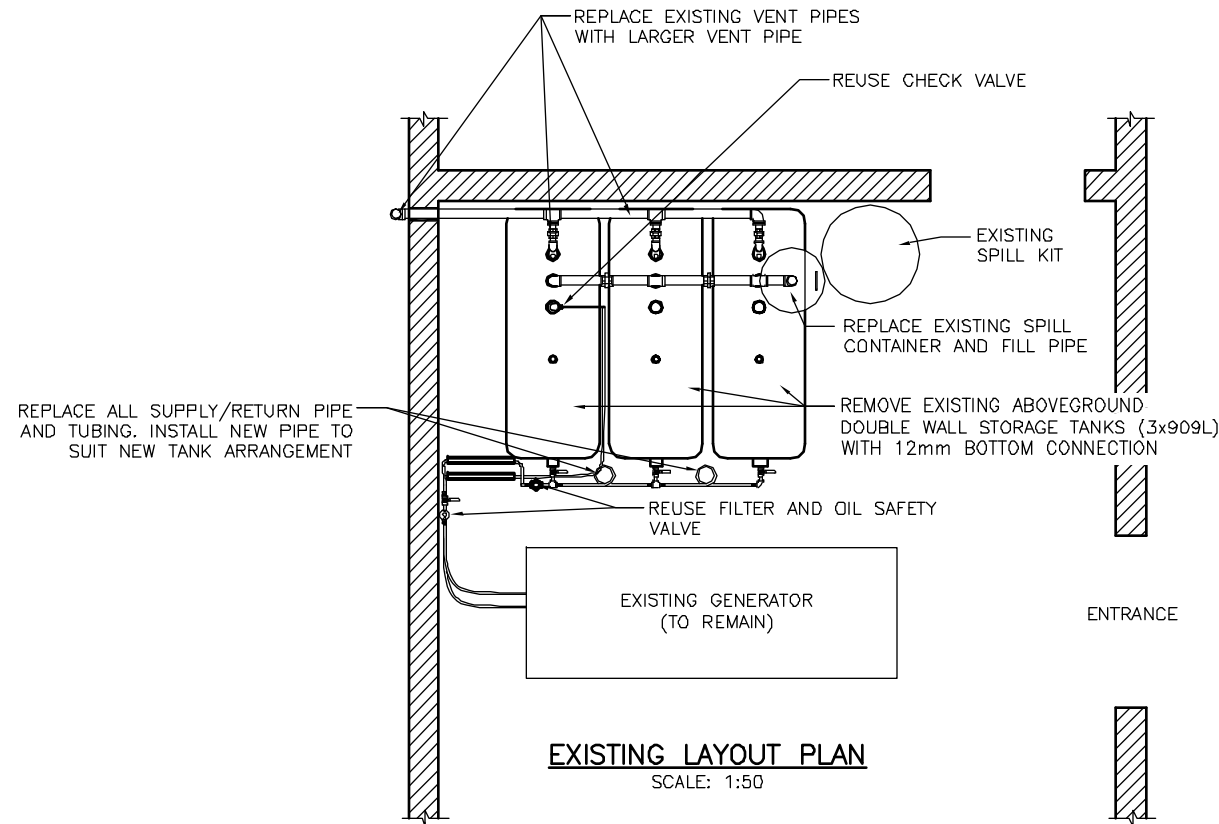 REPLACE EXISTING VENT PIPES
WITH LARGER VENT PIPE
REUSE CHECK VALVE
EXISTING
SPILL KIT
REPLACE EXISTING SPILL
CONTAINER AND FILL PIPE
REPLACE ALL SUPPLY/RETURN PIPE
AND TUBING. INSTALL NEW PIPE TO
SUIT NEW TANK ARRANGEMENT
REMOVE EXISTING ABOVEGROUND
DOUBLE WALL STORAGE TANKS (3x909L)
WITH 12mm BOTTOM CONNECTION
REUSE FILTER AND OIL SAFETY
VALVE
EXISTING GENERATOR
(TO REMAIN)
ENTRANCE
EXISTING LAYOUT PLAN
SCALE: 1:50